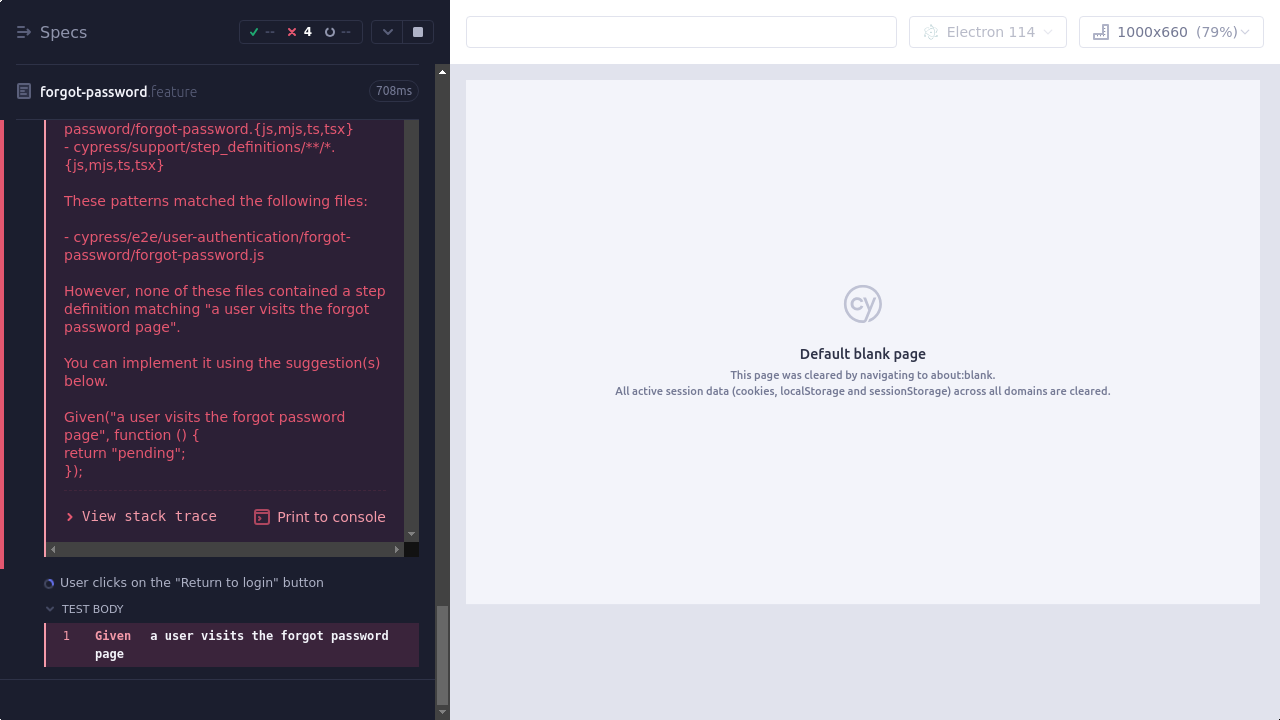 Specs
--
4
--
Electron 114
1000x660 (79%)
forgot-password.feature
708ms
password/forgot-password.{js,mjs,ts,tsx}
- cypress/support/step_definitions/**/*.
{js,mjs,ts,tsx}
These patterns matched the following files:
- cypress/e2e/user-authentication/forgot-
password/forgot-password.js
However, none of these files contained a step
definition matching "a user visits the forgot
password page".
You can implement it using the suggestion(s)
below.
Given("a user visits the forgot password
page", function () {
return "pending";
});
View stack trace
Print to console
User clicks on the "Return to login" button
TEST BODY
1 Given a user visits the forgot password
page
cy
Default blank page
This page was cleared by navigating to about:blank.
All active session data (cookies, localStorage and sessionStorage) across all domains are cleared.